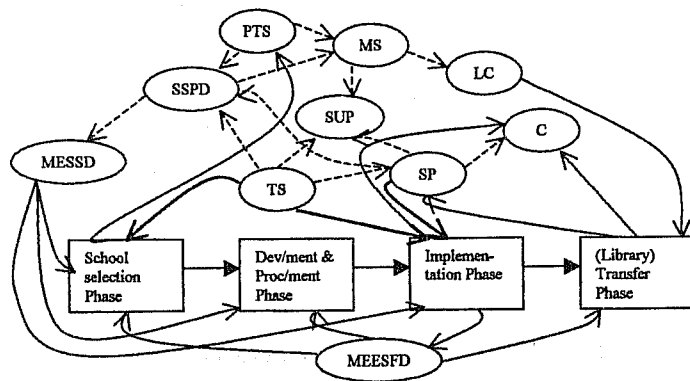 PTS
MS
LC
SSPD
SUP
C
MESSD
TS
SP
School
selection
Phase
Dev/ment &
Proc/ment
Phase
Implemen-
tation Phase
(Library)
Transfer
Phase
MEESFD